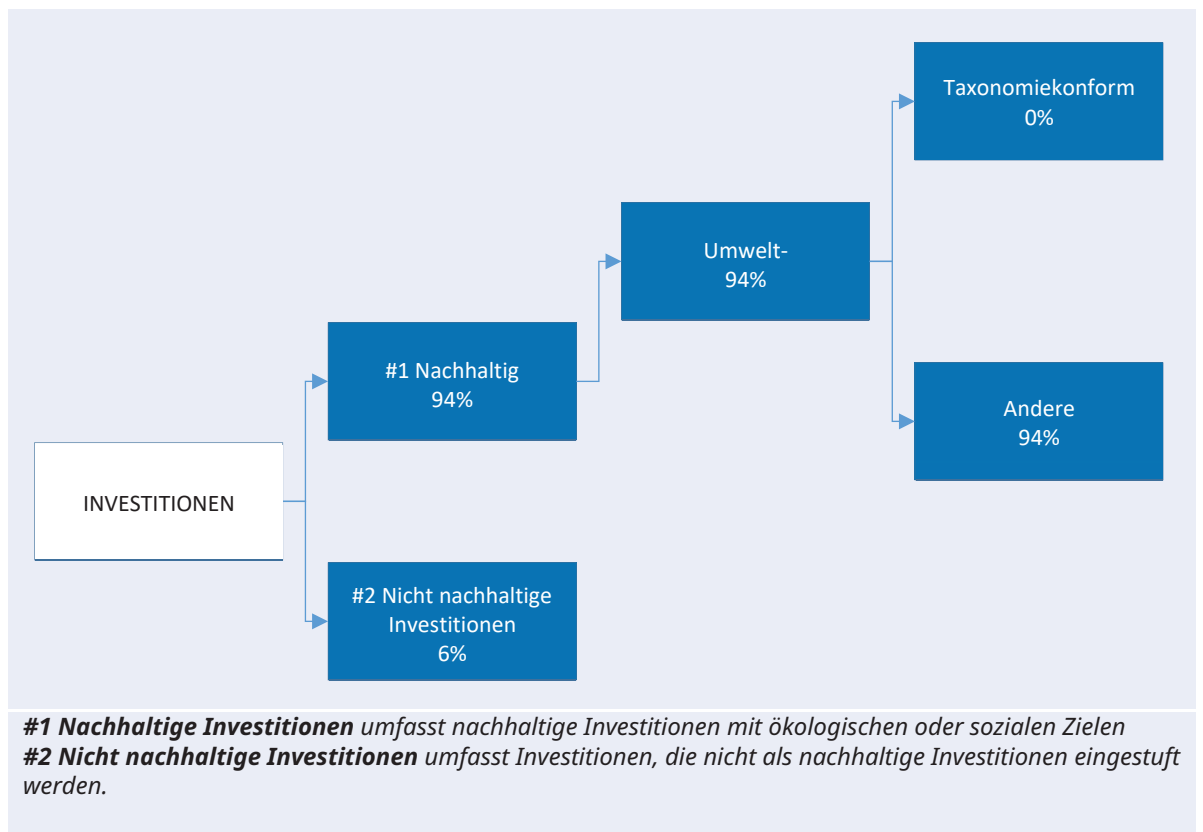 Taxonomiekonform
0%
Umwelt-
94%
#1 Nachhaltig
94%
Andere
94%
INVESTITIONEN
#2 Nicht nachhaltige
Investitionen
6%
#1 Nachhaltige Investitionen umfasst nachhaltige Investitionen mit ökologischen oder sozialen Zielen
#2 Nicht nachhaltige Investitionen umfasst Investitionen, die nicht als nachhaltige Investitionen eingestuft
werden.